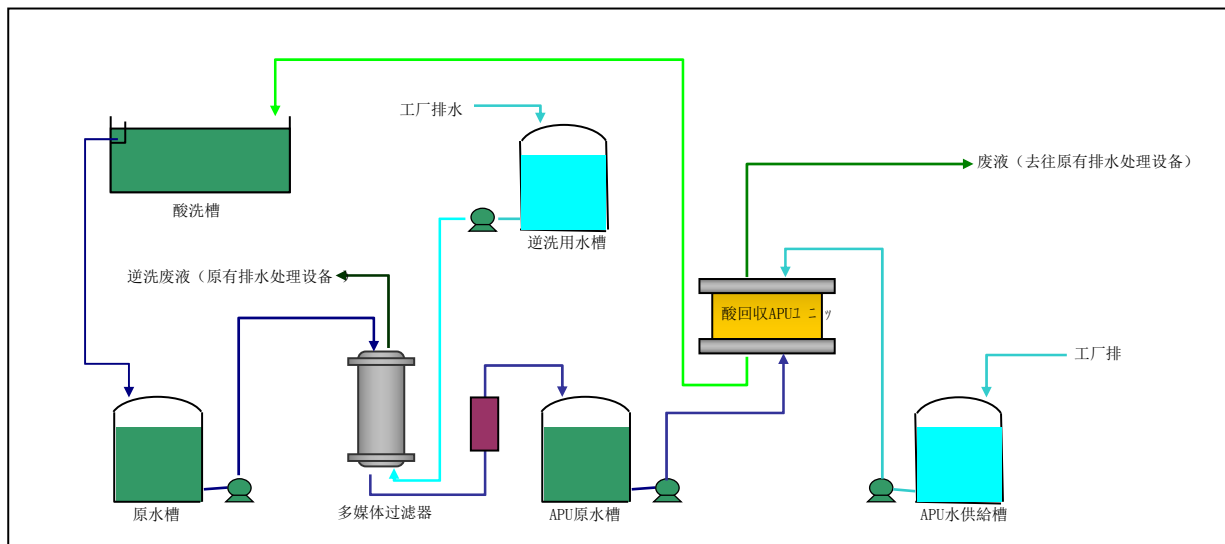 工厂排水
废液（去往原有排水处理设备）
酸洗槽
逆洗用水槽
逆洗废液（原有排水处理设备
酸回收APUユニッ
工厂排
原水槽
多媒体过滤器
APU原水槽
APU水供給槽